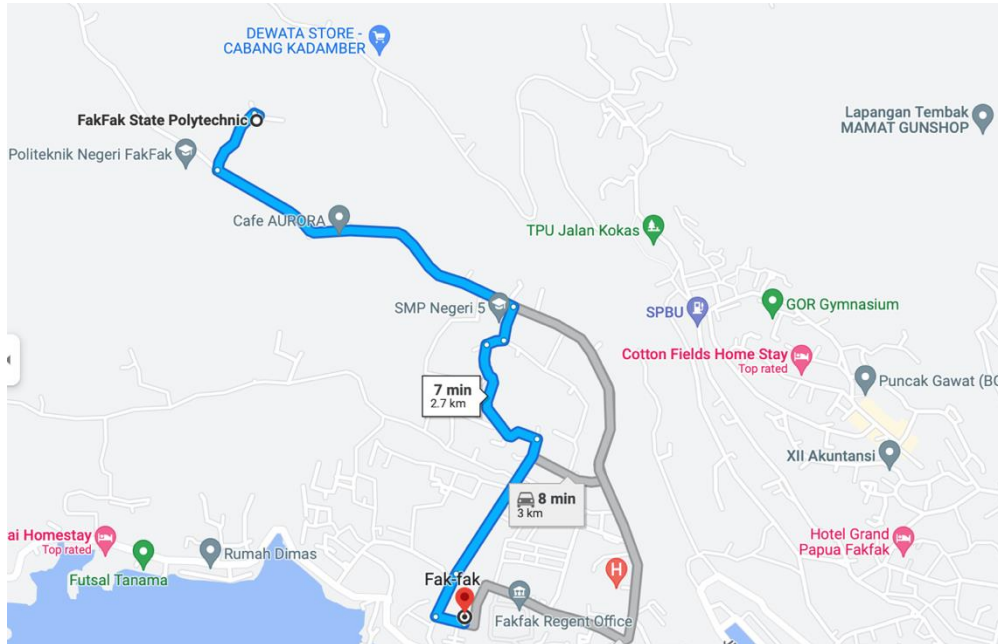 DEWATA STORE -
CABANG KADAMBER
FakFak State Polytechnic
Lapangan Tembak
MAMAT GUNSHOP
Politeknik Negeri FakFak
Cafe AURORA
TPU Jalan Kokas
SMP Negeri 5
SPBU
GOR Gymnasium
Cotton Fields Home Stay
Top rated
7 min
2.7 km
Puncak Gawat (BO
XII Akuntansi
8 min
3 km
ai Homestay
Top rated
Rumah Dimas
Futsal Tanama
Hotel Grand
Papua Fakfak
H
Fak-fak
Fakfak Regent Office